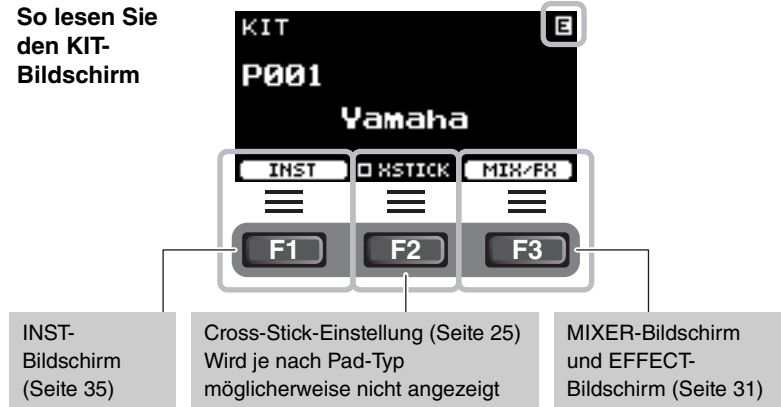 So lesen Sie
den KIT-
Bildschirm
KIT E
P001
Yamaha
INST XSTICK MIX/FX
F1 F2 F3
INST-
Bildschirm
(Seite 35)
Cross-Stick-Einstellung (Seite 25)
Wird je nach Pad-Typ
möglicherweise nicht angezeigt
MIXER-Bildschirm
und EFFECT-
Bildschirm (Seite 31)